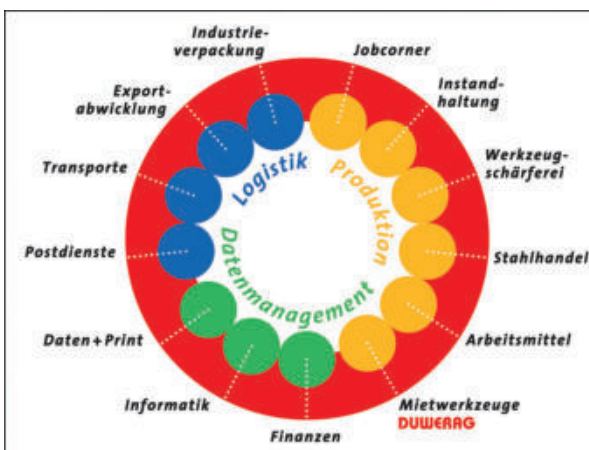 Industrie-
verpackung
Jobcorner
Export-
abwicklung
Instand-
haltung
Transporte
Werkzeug-
schärferei
Logistik
Produktion
Postdienste
Stahlhandel
Datenmanagement
Daten+Print
Arbeitsmittel
Informatik
Mietwerkzeuge
DUWERAG
Finanzen